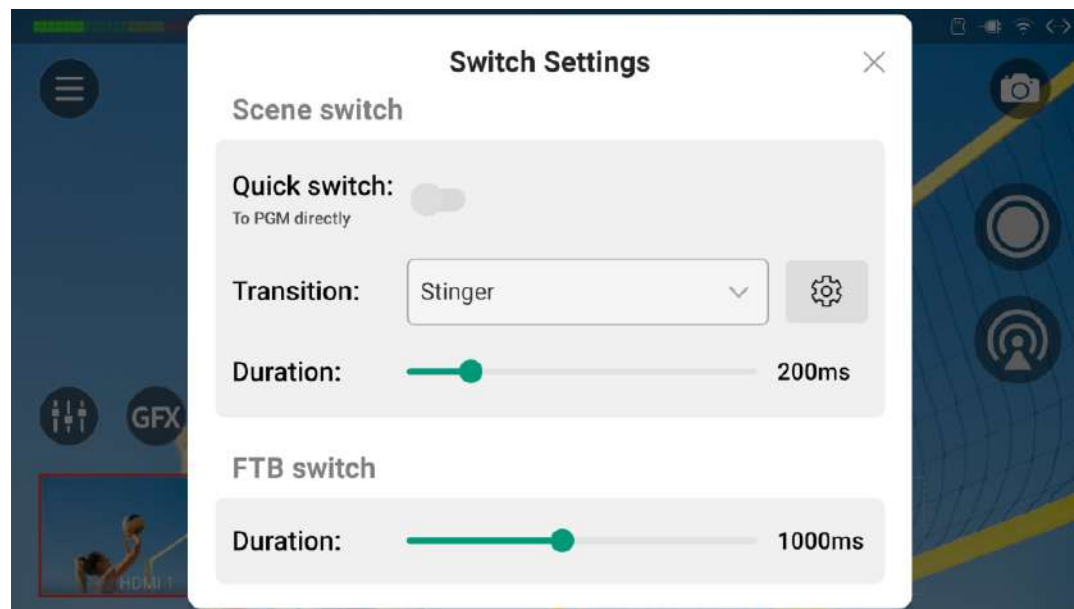 Switch Settings
Scene switch
Quick switch:
To PGM directly
Transition:
Stinger
Duration:
200ms
GFX
FTB switch
Duration:
1000ms
HDMI 1